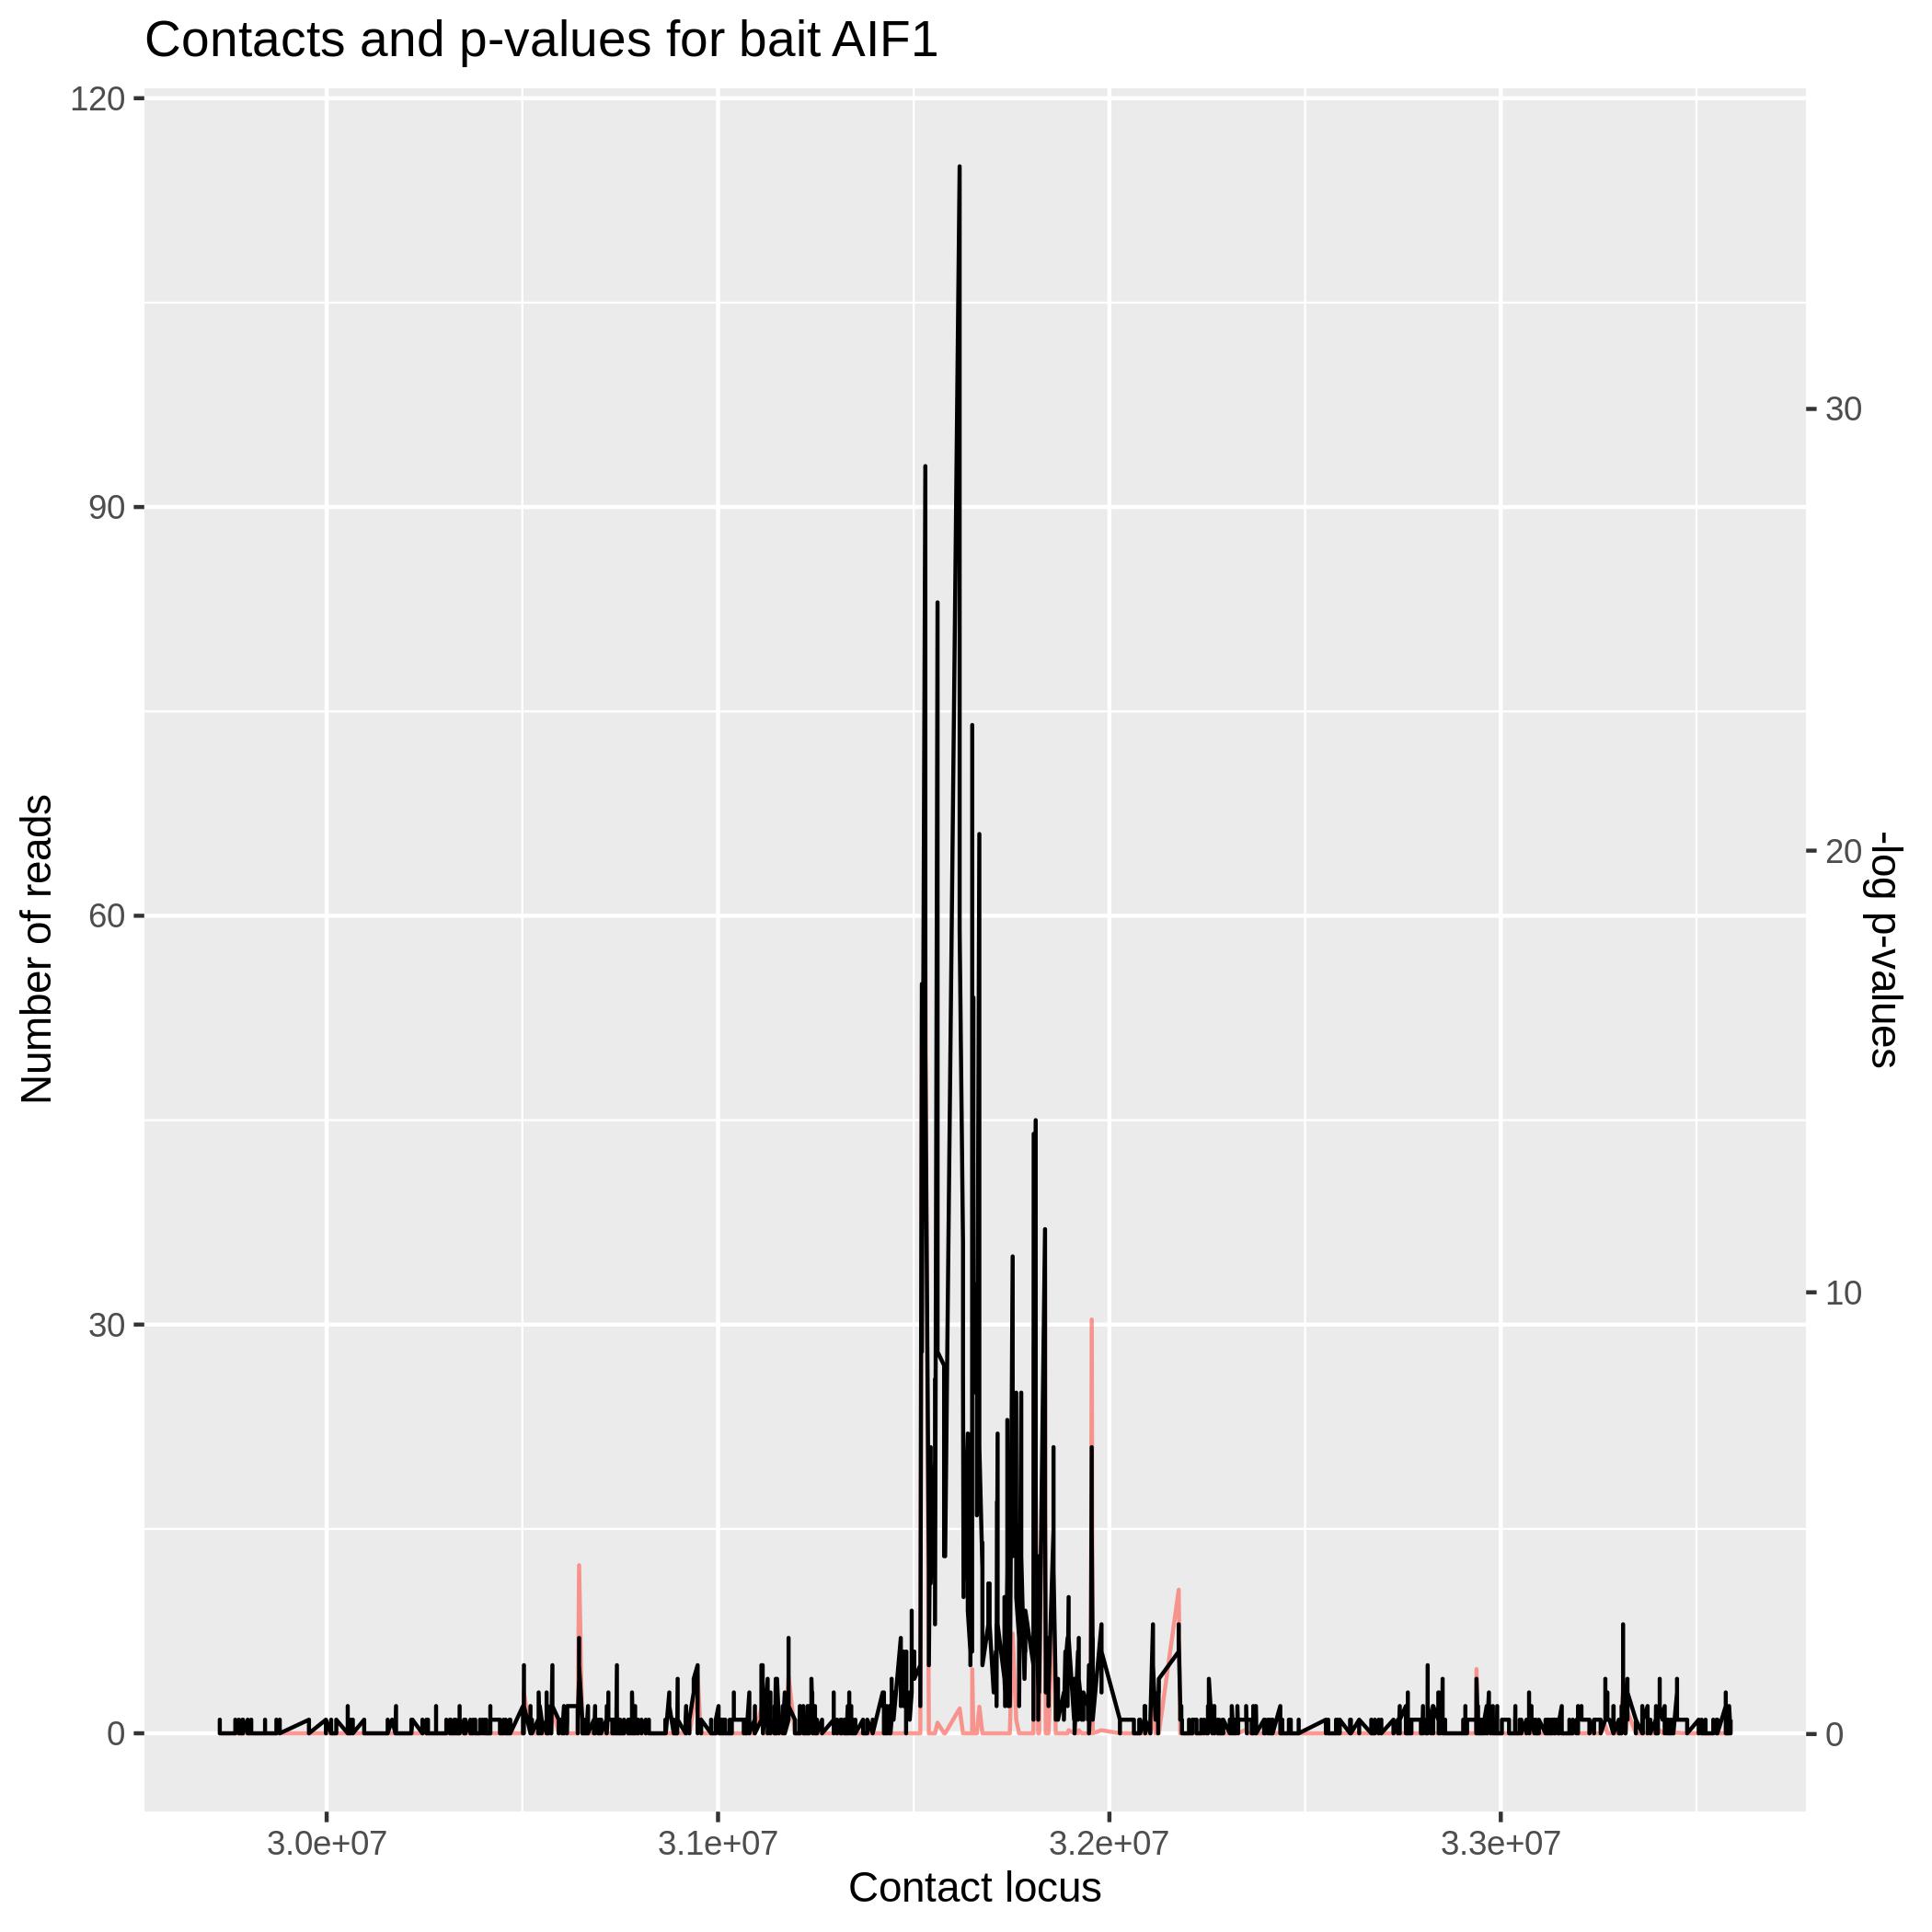 Contacts and p-values for bait AIF1
120
90
60
30
0
Number of reads
30
20
10
0
-log p-values
3.0e+07
3.1e+07
3.2e+07
3.3e+07
Contact locus